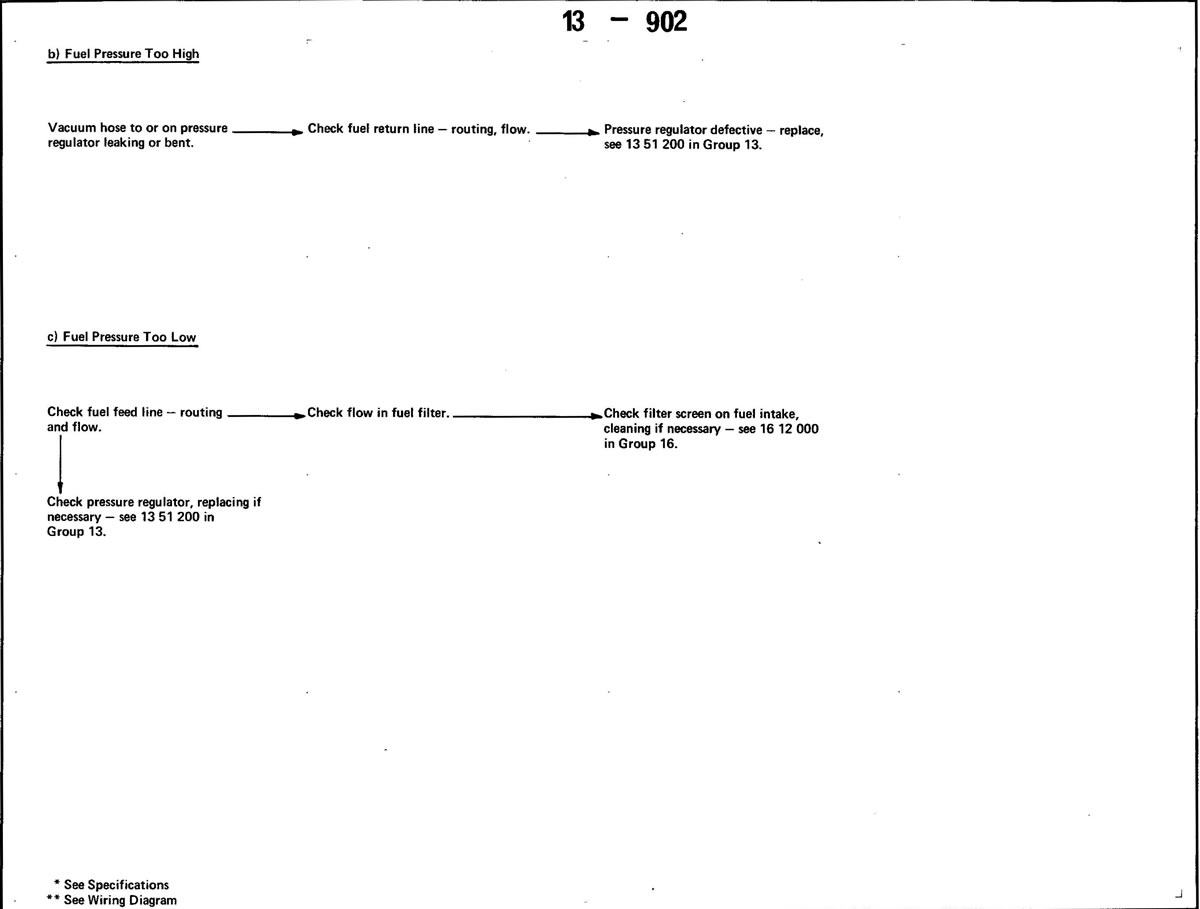 13 — 902
b) Fuel Pressure Too High
Vacuum hose to or on pressure
regulator leaking or bent.
Check fuel return line — routing, flow.
Pressure regulator defective — replace,
see 13 51 200 in Group 13.
c) Fuel Pressure Too Low
Check fuel feed line — routing
and flow.
Check flow in fuel filter.
Check filter screen on fuel intake,
cleaning if necessary — see 16 12 000
in Group 16.
Check pressure regulator, replacing if
necessary — see 13 51 200 in
Group 13.
* See Specifications
** See Wiring Diagram